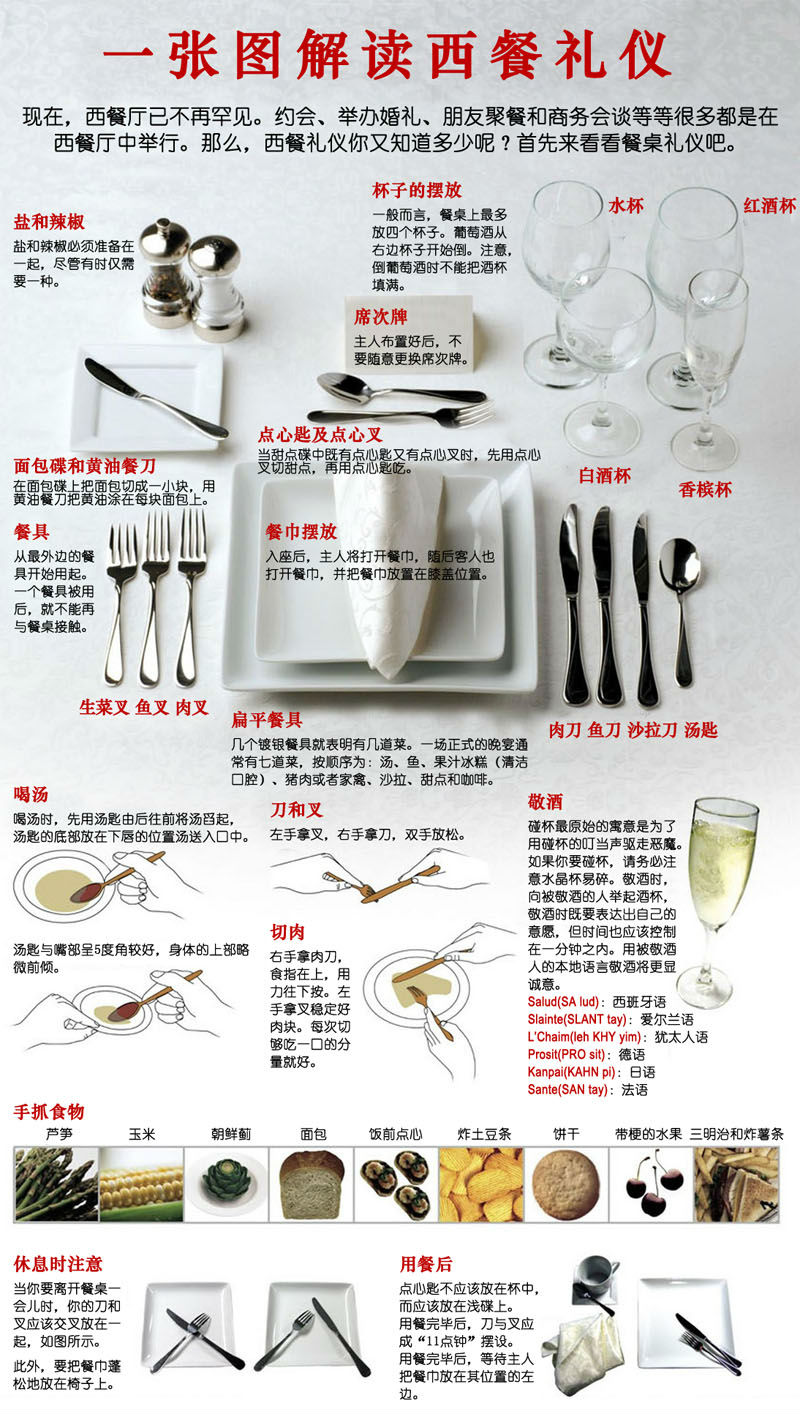 一张图解读西餐礼仪
现在，西餐厅已不再罕见。约会、举办婚礼、朋友聚餐和商务会谈等等很多都是在
西餐厅中举行。那么，西餐礼仪你又知道多少呢？首先来看看餐桌礼仪吧。
盐和辣椒
盐和辣椒必须准备在
一起，尽管有时仅需
要一种。
杯子的摆放
一般而言，餐桌上最多
放四个杯子。葡萄酒从
右边杯子开始倒。注意，
倒葡萄酒时不能把酒杯
填满。
水杯
红酒杯
席次牌
主人布置好后，不
要随意更换席次牌。
点心匙及点心叉
当甜点碟中既有点心匙又有点心叉时，先用点心
叉切甜点，再用点心匙吃。
白酒杯
香槟杯
面包碟和黄油餐刀
在面包碟上把面包切成一小块，用
黄油餐刀把黄油涂在每块面包上。
餐具
从最外边的餐
具开始用起。
一个餐具被用
后，就不能再
与餐桌接触。
餐巾摆放
入座后，主人将打开餐巾，随后客人也
打开餐巾，并把餐巾放置在膝盖位置。
生菜叉 鱼叉 肉叉
肉刀 鱼刀 沙拉刀 汤匙
扁平餐具
几个镀银餐具就表明有几道菜。一场正式的晚宴通
常有七道菜，按顺序为：汤、鱼、果汁冰糕（清洁
口腔）、猪肉或者家禽、沙拉、甜点和咖啡。
喝汤
喝汤时，先用汤匙由后往前将汤舀起，
汤匙的底部放在下唇的位置汤送入口中。
汤匙与嘴部呈5度角较好，身体的上部略
微前倾。
刀和叉
左手拿叉，右手拿刀，双手放松。
切肉
右手拿肉刀，
食指在上，用
力往下按。左
手拿叉稳定好
肉块。每次切
够吃一口的分
量就好。
敬酒
碰杯最原始的寓意是为了
用碰杯的叮当声驱走恶魔。
如果你要碰杯，请务必注
意水晶杯易碎。敬酒时，
向被敬酒的人举起酒杯，
敬酒时既要表达出自己的
意愿，但时间也应该控制
在一分钟之内。用被敬酒
人的本地语言敬酒将更显
诚意。
Salud(SA lud)：西班牙语
Slainte(SLANT tay)：爱尔兰语
L'Chaim(leh KHY yim)：犹太人语
Prosit(PRO sit)：德语
Kanpai(KAHN pi)：日语
Sante(SAN tay)：法语
手抓食物
芦笋 玉米 朝鲜蓟 面包 饭前点心 炸土豆条 饼干 带梗的水果 三明治和炸薯条
休息时注意
当你要离开餐桌一
会儿时，你的刀和
叉应该交叉放在一
起，如图所示。
此外，要把餐巾蓬
松地放在椅子上。
用餐后
点心匙不应该放在杯中，
而应该放在浅碟上。
用餐完毕后，刀与叉应
成“11点钟”摆设。
用餐完毕后，等待主人
把餐巾放在其位置的左
边。